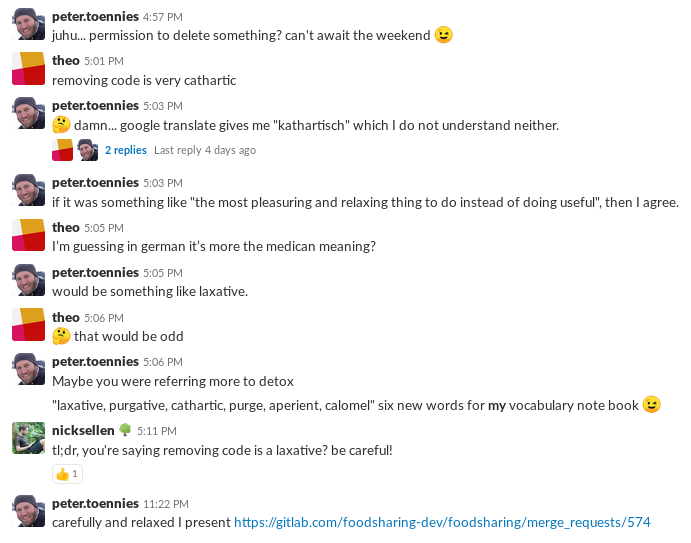 peter.toennies 4:57 PM
juhu... permission to delete something? can't await the weekend 😉
theo 5:01 PM
removing code is very cathartic
peter.toennies 5:03 PM
🤔 damn... google translate gives me "kathartisch" which I do not understand neither.
2 replies Last reply 4 days ago
peter.toennies 5:03 PM
if it was something like "the most pleasuring and relaxing thing to do instead of doing useful", then I agree.
theo 5:05 PM
I'm guessing in german it's more the medican meaning?
peter.toennies 5:05 PM
would be something like laxative.
theo 5:06 PM
🤔 that would be odd
peter.toennies 5:06 PM
Maybe you were referring more to detox
"laxative, purgative, cathartic, purge, aperient, calomel" six new words for my vocabulary note book 😉
nicksellen 🌳 5:11 PM
tl;dr, you're saying removing code is a laxative? be careful!
👍 1
peter.toennies 11:22 PM
carefully and relaxed I present https://gitlab.com/foodsharing-dev/foodsharing/merge_requests/574